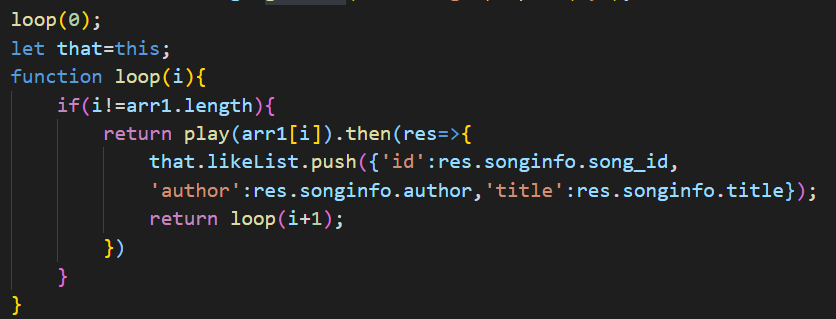 loop(0);
let that=this;
function loop(i){
if(i!=arr1.length){
return play(arr1[i]).then(res=>{
that.likeList.push({'id':res.songinfo.song_id,
'author':res.songinfo.author,'title':res.songinfo.title});
return loop(i+1);
})
}
}